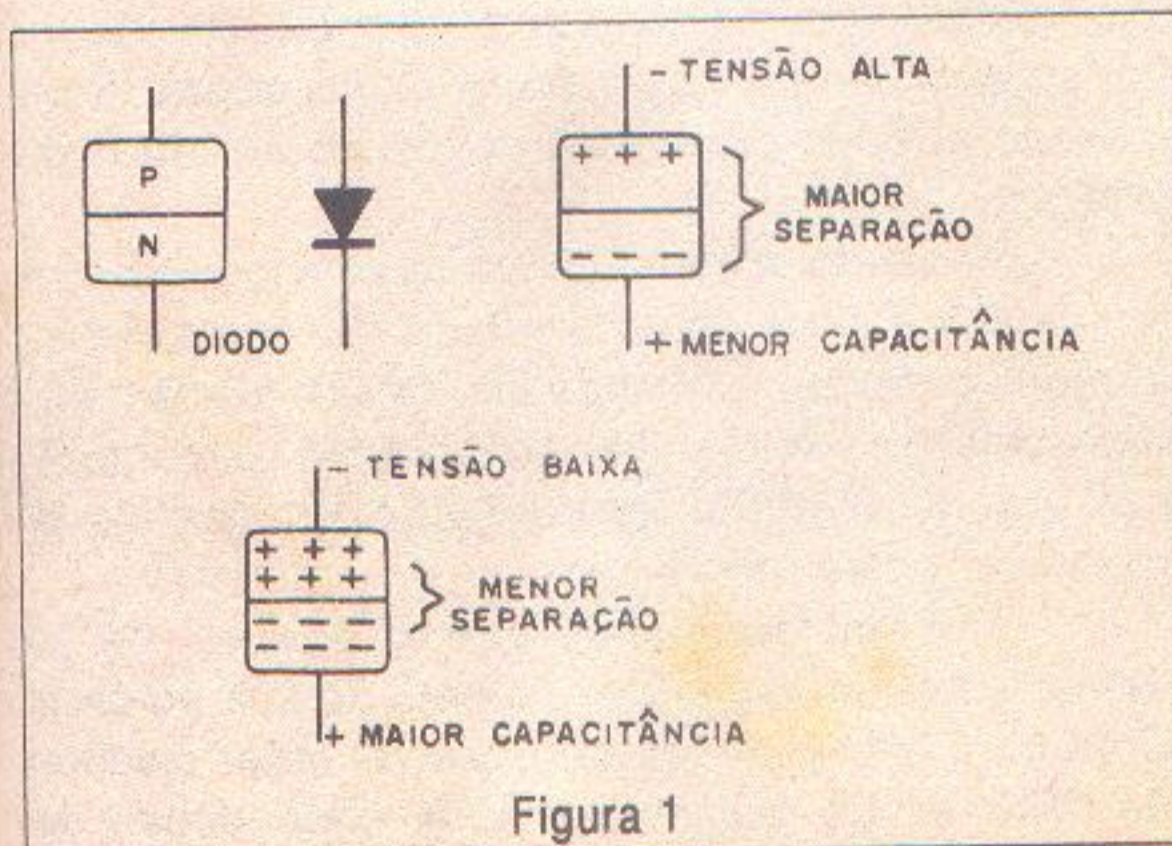 P
N
DIODO
- TENSÃO ALTA
+ + +
MAIOR
SEPARAÇÃO
- - -
+ MENOR CAPACITÂNCIA
- TENSÃO BAIXA
+ + +
+ + +
MENOR
SEPARAÇÃO
- - -
- - -
+ MAIOR CAPACITÂNCIA
Figura 1